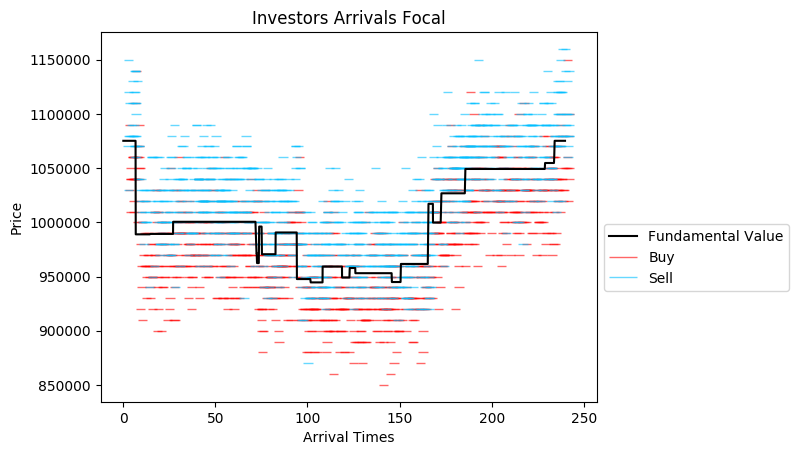 Investors Arrivals Focal
Price
1150000
1100000
1050000
1000000
950000
900000
850000
0 50 100 150 200 250
Arrival Times
Fundamental Value
Buy
Sell